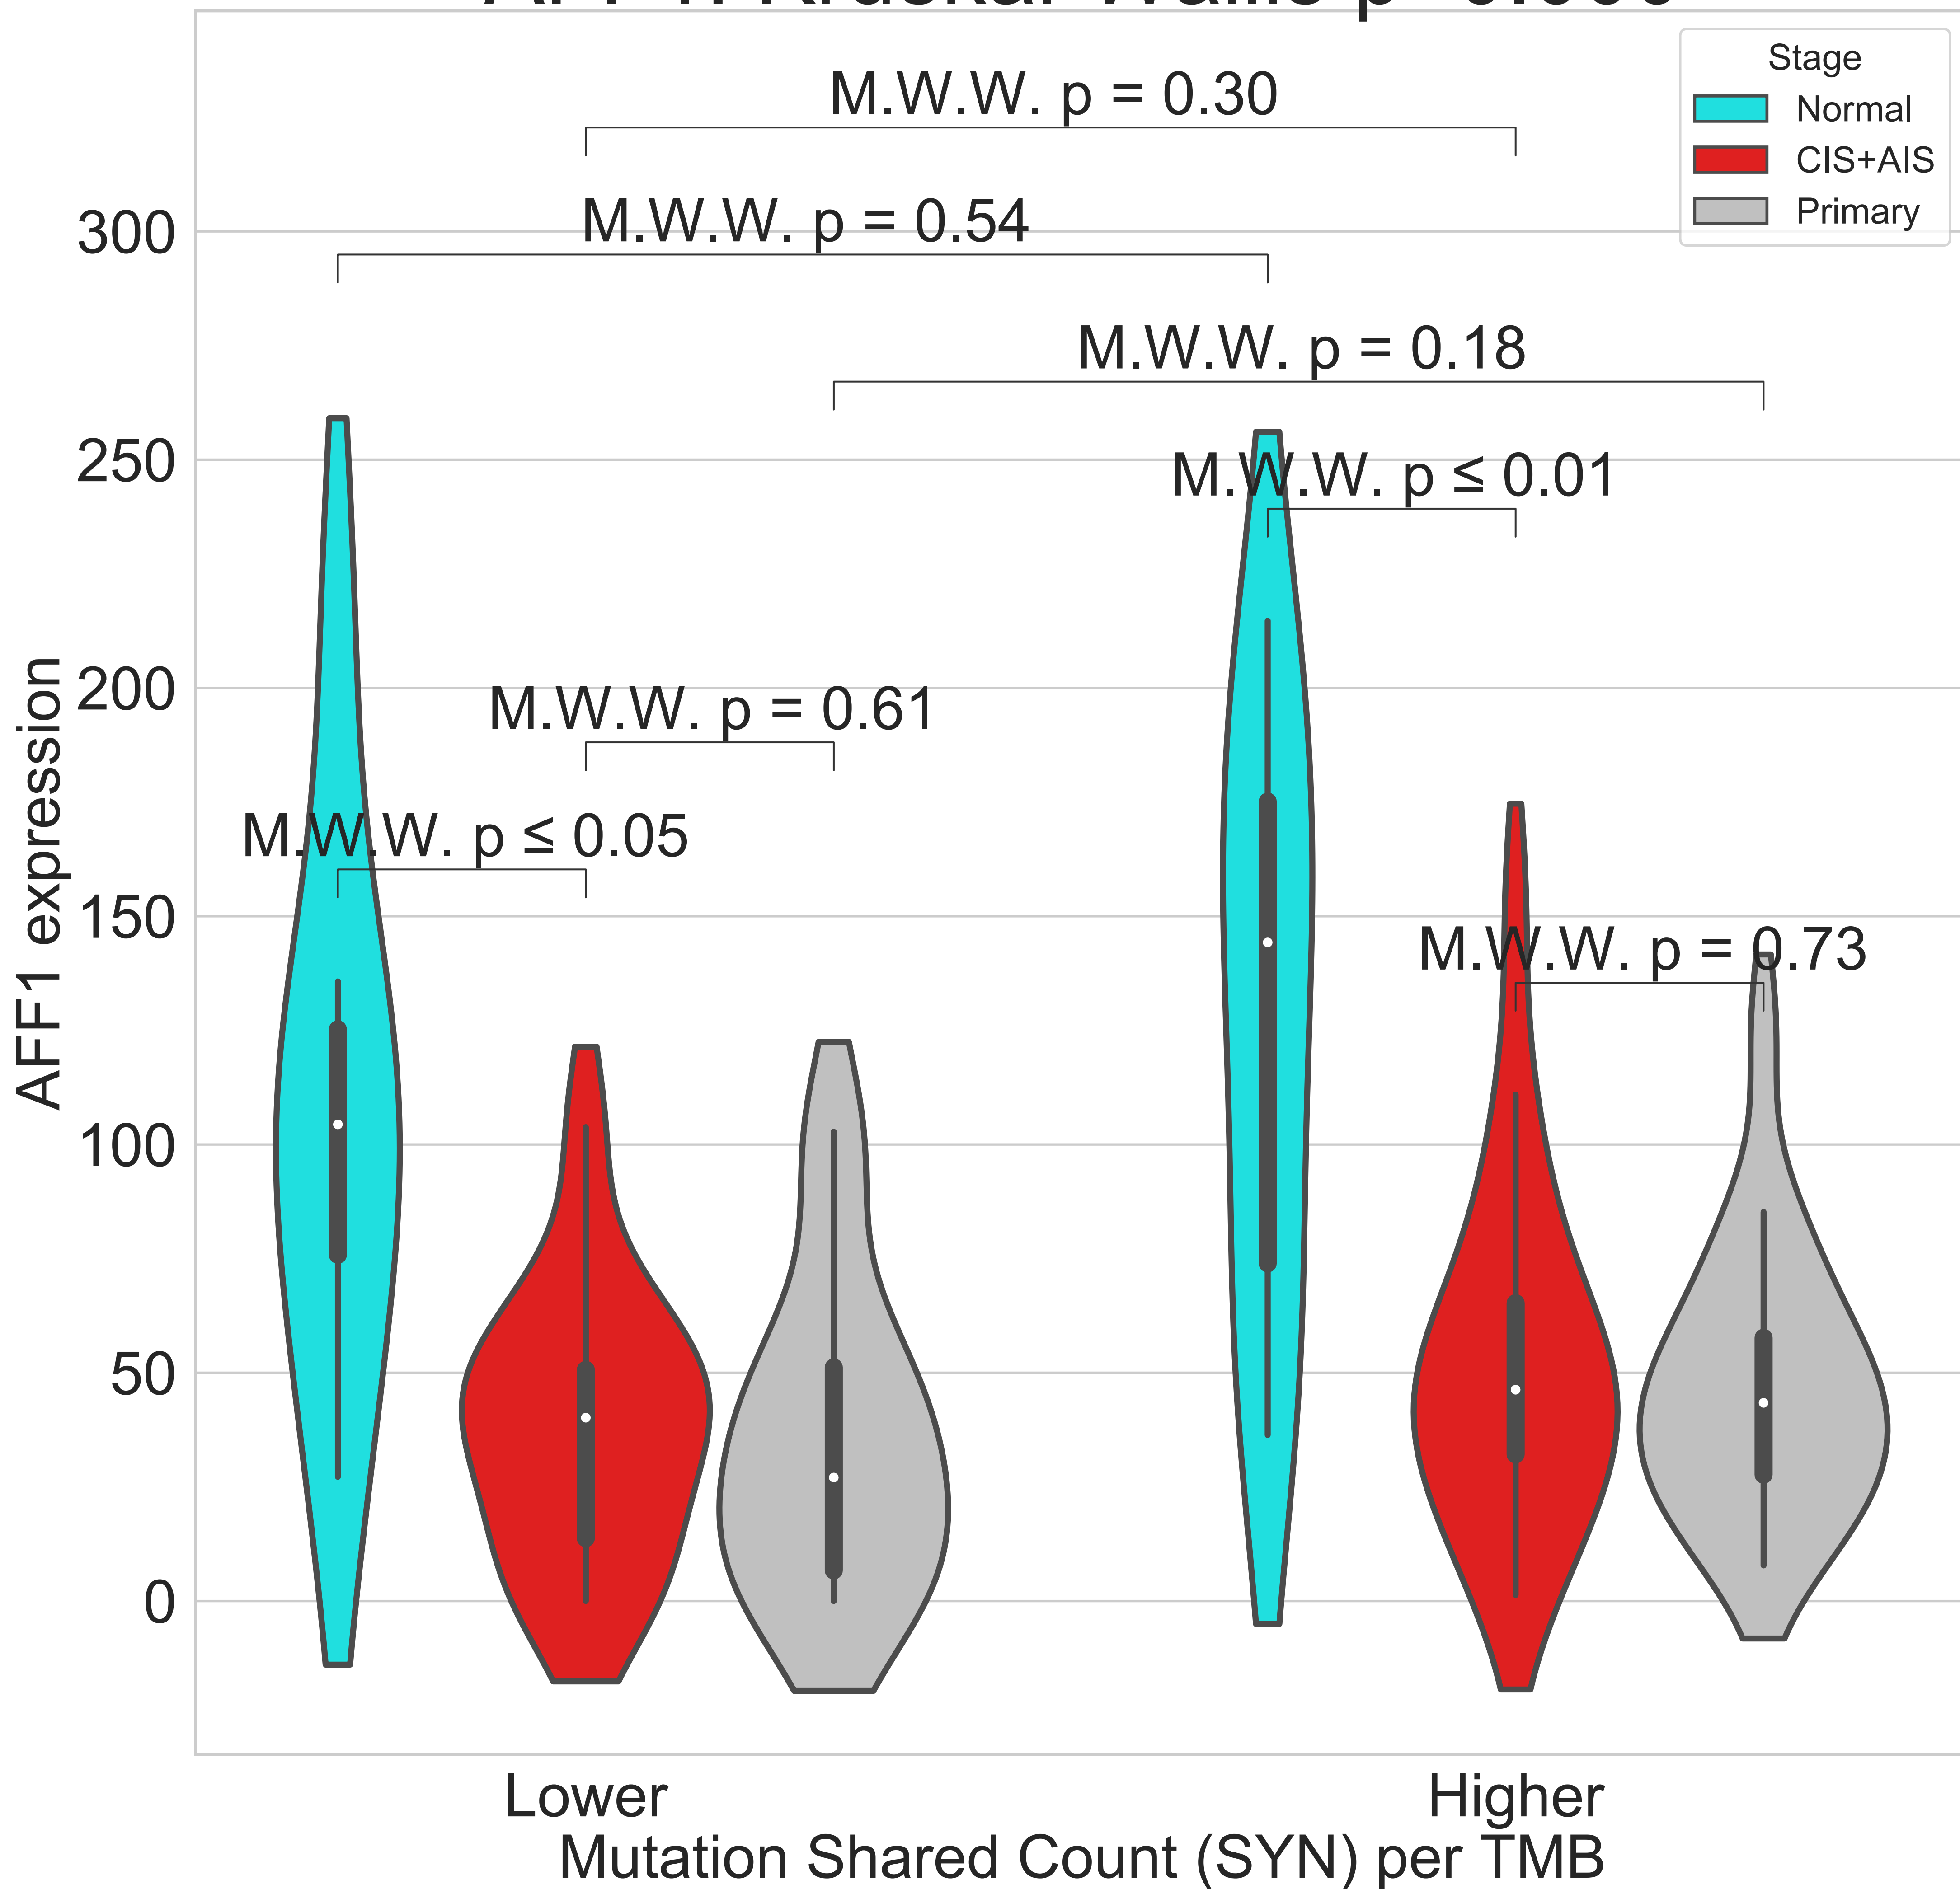 Stage
Normal
CIS+AIS
Primary
M.W.W. p = 0.30
M.W.W. p = 0.54
M.W.W. p = 0.18
M.W.W. p ≤ 0.01
M.W.W. p = 0.61
M.W.W. p ≤ 0.05
M.W.W. p = 0.73
300
250
200
150
100
50
0
AFF1 expression
Lower
Higher
Mutation Shared Count (SYN) per TMB